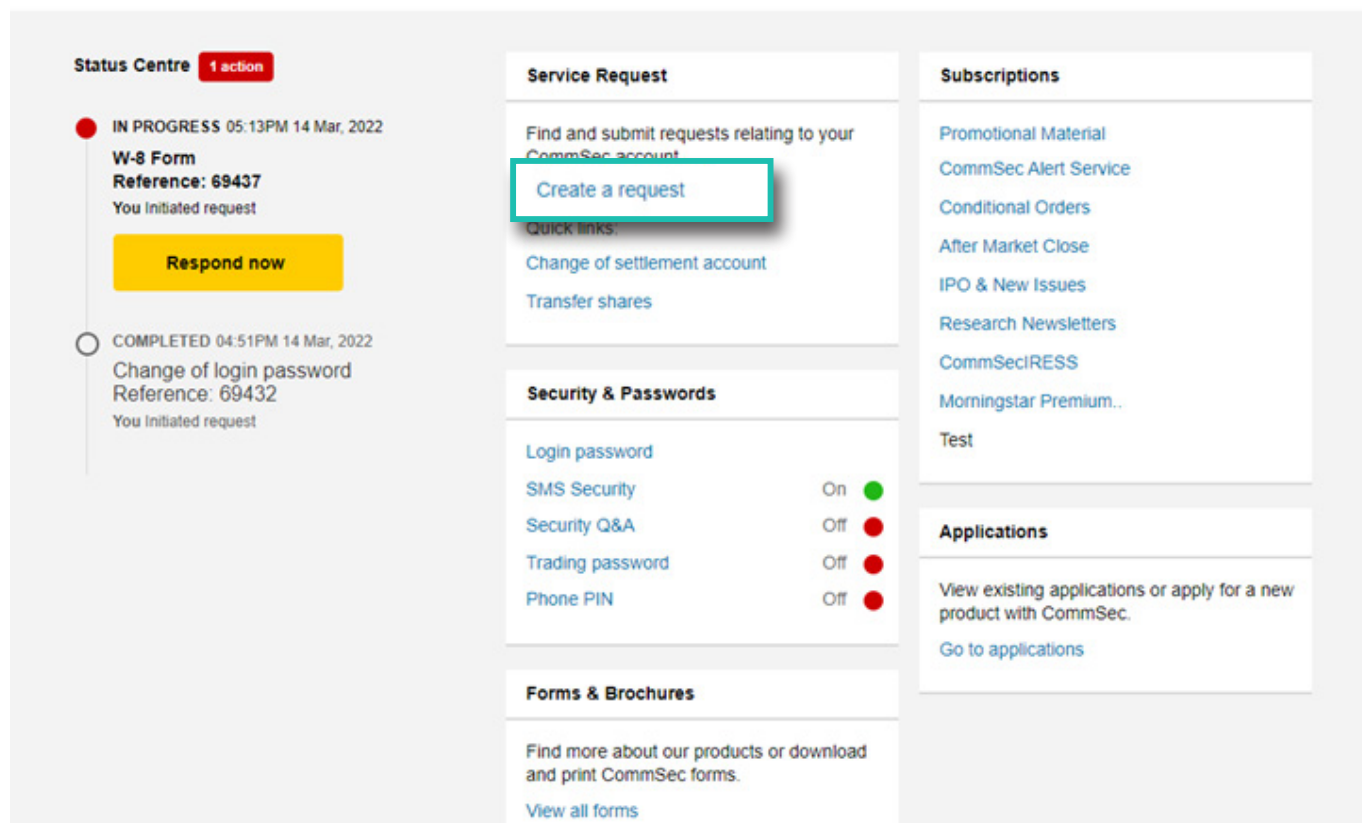 Status Centre 1 action
IN PROGRESS 05:13PM 14 Mar, 2022
W-8 Form
Reference: 69437
You Initiated request
Respond now
COMPLETED 04:51PM 14 Mar, 2022
Change of login password
Reference: 69432
You Initiated request
Service Request
Find and submit requests relating to your
CommSec account
Create a request
Quick links:
Change of settlement account
Transfer shares
Security & Passwords
Login password
SMS Security On
Security Q&A Off
Trading password Off
Phone PIN Off
Forms & Brochures
Find more about our products or download
and print CommSec forms.
View all forms
Subscriptions
Promotional Material
CommSec Alert Service
Conditional Orders
After Market Close
IPO & New Issues
Research Newsletters
CommSecIRESS
Morningstar Premium..
Test
Applications
View existing applications or apply for a new
product with CommSec.
Go to applications